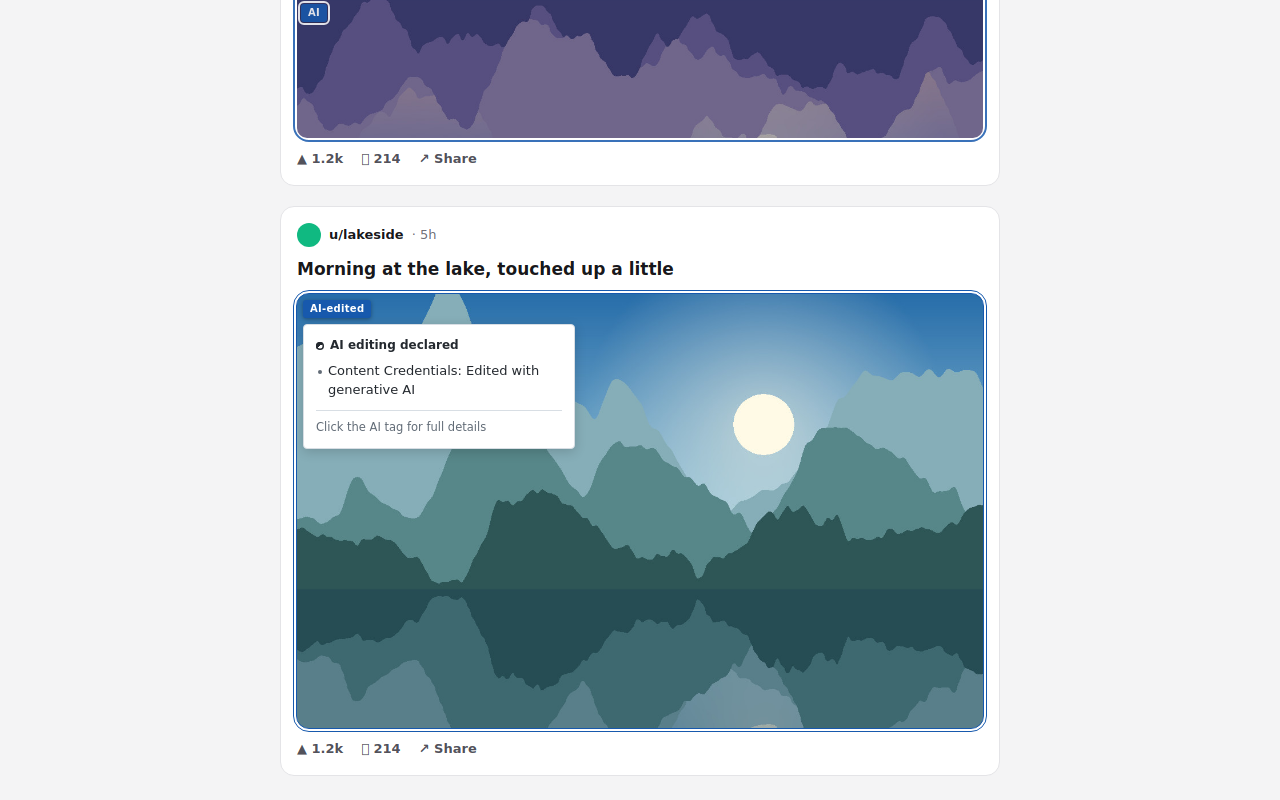 AI
▲ 1.2k 214 ↗ Share
u/lakeside · 5h
Morning at the lake, touched up a little
AI-edited
AI editing declared
• Content Credentials: Edited with
generative AI
Click the AI tag for full details
▲ 1.2k 214 ↗ Share